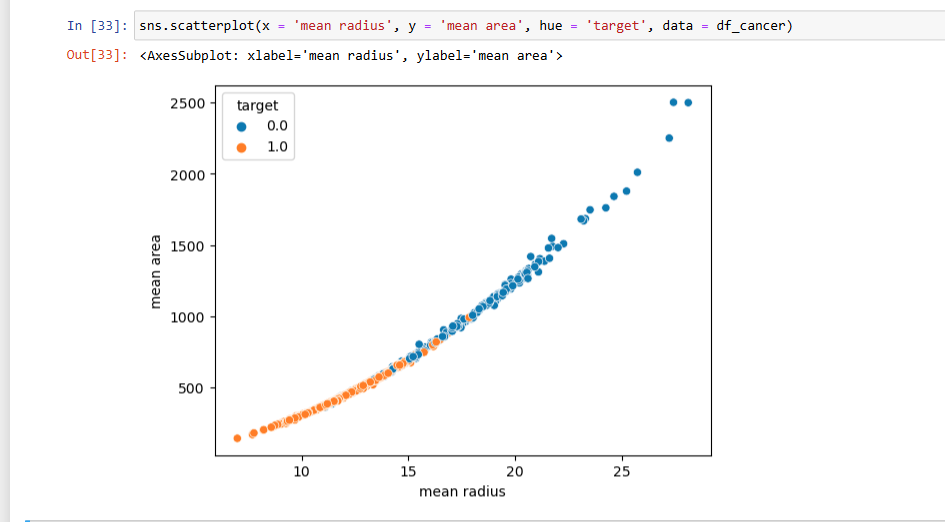 In [33]: sns.scatterplot(x = 'mean radius', y = 'mean area', hue = 'target', data = df_cancer)
Out[33]: <AxesSubplot: xlabel='mean radius', ylabel='mean area'>
target
0.0
1.0
2500
2000
1500
1000
500
mean area
10 15 20 25
mean radius